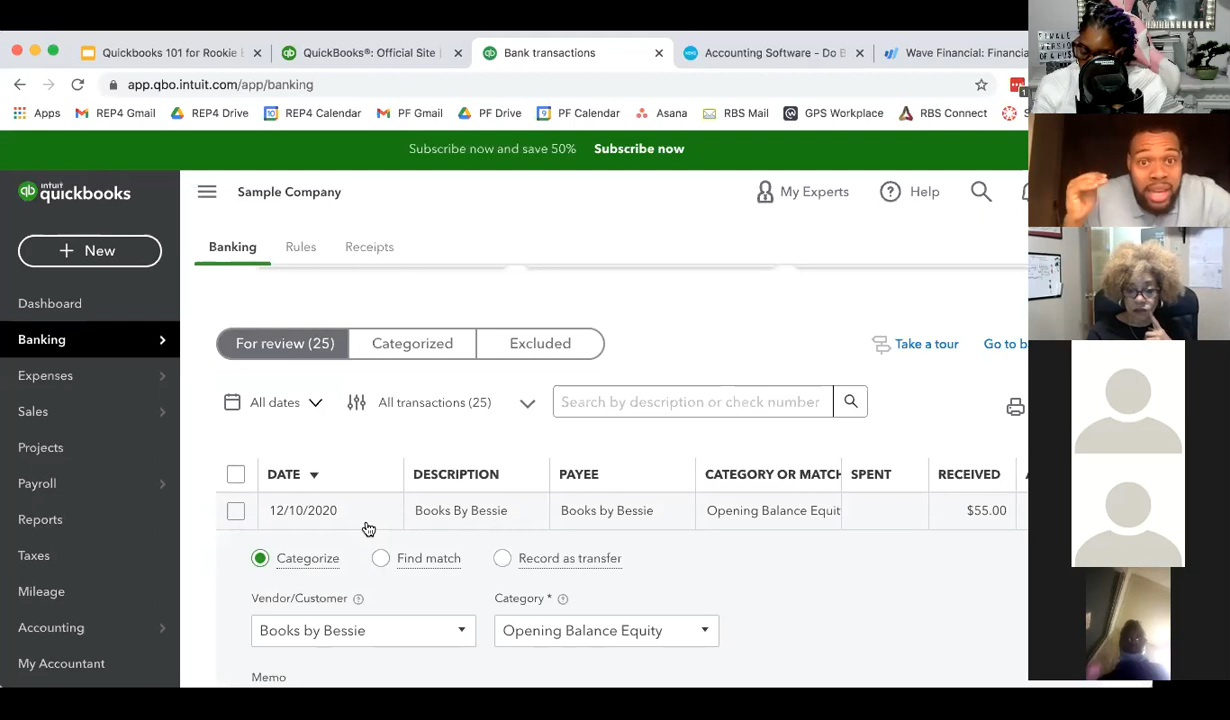 Quickbooks 101 for Rookie
QuickBooks®: Official Site
Bank transactions
Accounting Software - Do B
Wave Financial: Financi
app.qbo.intuit.com/app/banking
Apps
REP4 Gmail
REP4 Drive
REP4 Calendar
PF Gmail
PF Drive
PF Calendar
Asana
RBS Mail
GPS Workplace
RBS Connect
S
Subscribe now and save 50% Subscribe now
intuit
quickbooks
Sample Company
My Experts
Help
New
Banking
Rules
Receipts
Dashboard
Banking
Expenses
Sales
Projects
Payroll
Reports
Taxes
Mileage
Accounting
My Accountant
For review (25)
Categorized
Excluded
Take a tour
Go to b
All dates
All transactions (25)
Search by description or check number
DATE
DESCRIPTION
PAYEE
CATEGORY OR MATCH
SPENT
RECEIVED
12/10/2020
Books By Bessie
Books by Bessie
Opening Balance Equit
$55.00
Categorize
Find match
Record as transfer
Vendor/Customer
Category *
Books by Bessie
Opening Balance Equity
Memo